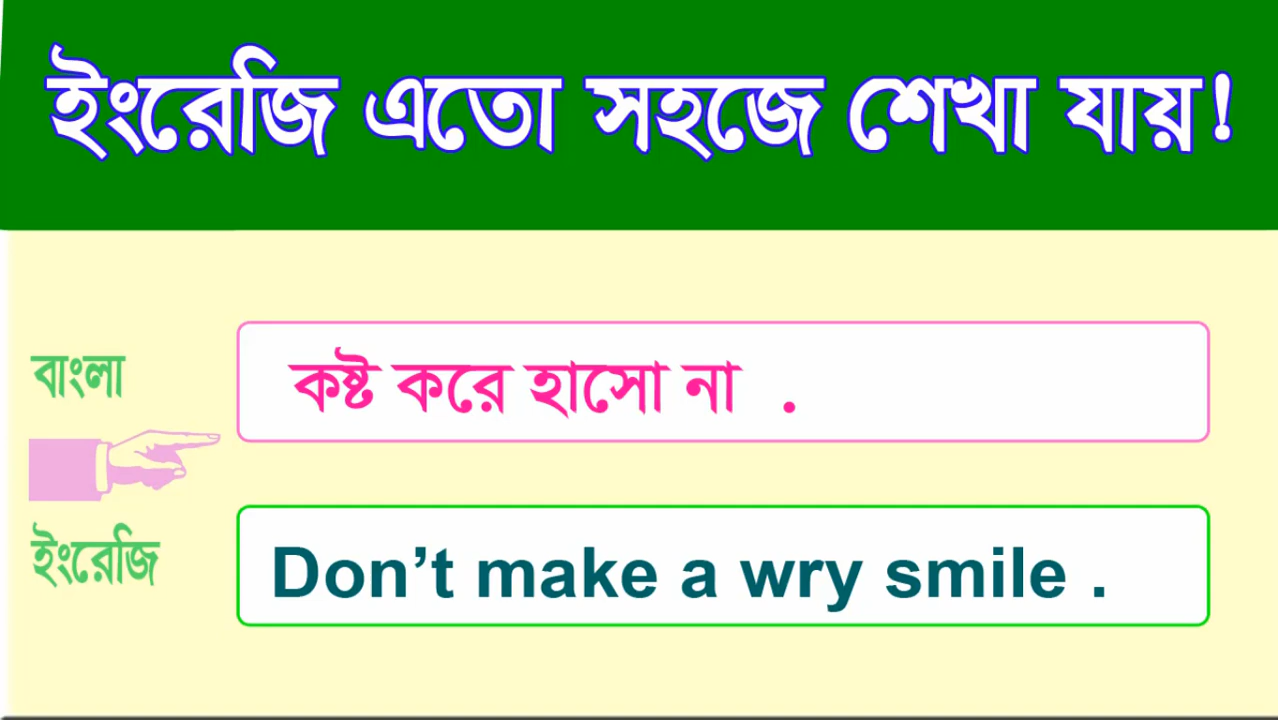 ইংরেজি এতো সহজে শেখা যায়!
বাংলা
কষ্ট করে হাসো না .
ইংরেজি
Don’t make a wry smile .